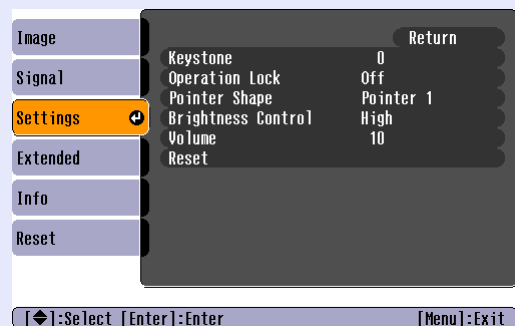 Image
Signal
Settings
Extended
Info
Reset
Return
Keystone 0
Operation Lock Off
Pointer Shape Pointer 1
Brightness Control High
Volume 10
Reset
[◆]:Select [Enter]:Enter [Menu]:Exit